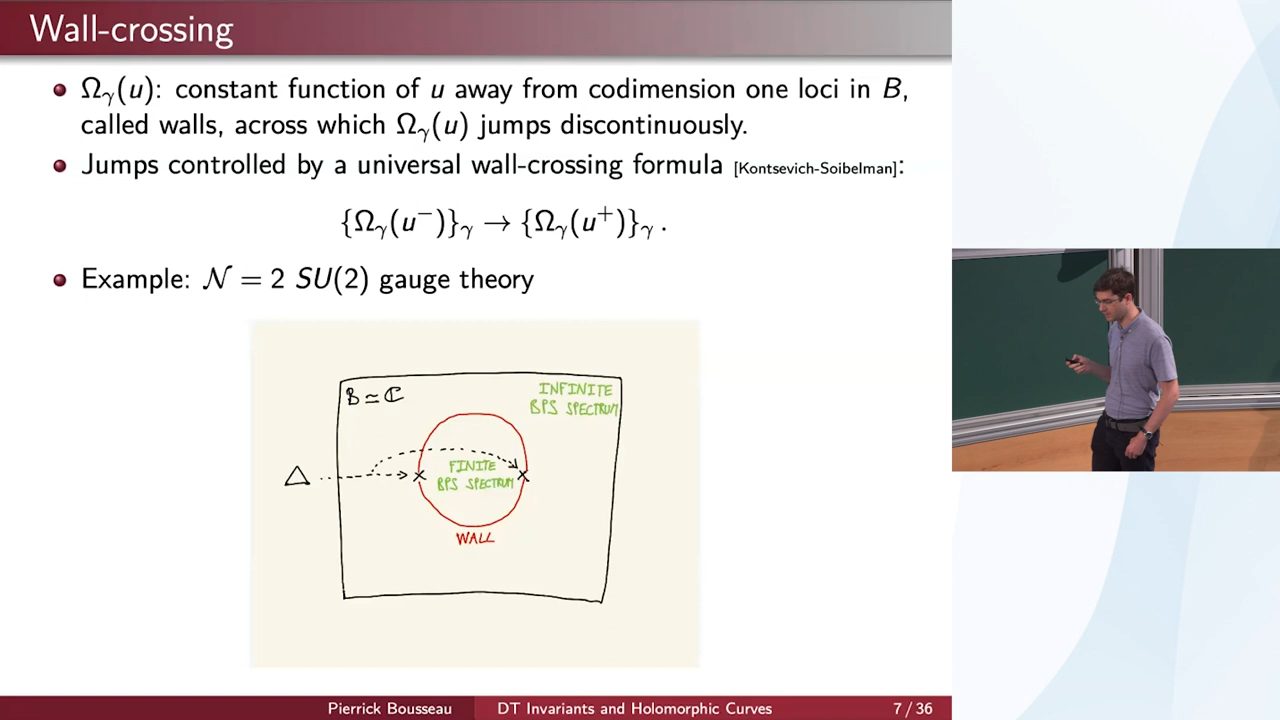 Wall-crossing
Ω_γ(u): constant function of u away from codimension one loci in B,
called walls, across which Ω_γ(u) jumps discontinuously.
Jumps controlled by a universal wall-crossing formula [Kontsevich-Soibelman]:
{Ω_γ(u⁻)}_γ → {Ω_γ(u⁺)}_γ .
Example: 𝒩 = 2 SU(2) gauge theory
B ≃ ℂ
INFINITE
BPS SPECTRUM
△
FINITE
BPS SPECTRUM
WALL
Pierrick Bousseau
DT Invariants and Holomorphic Curves
7 / 36